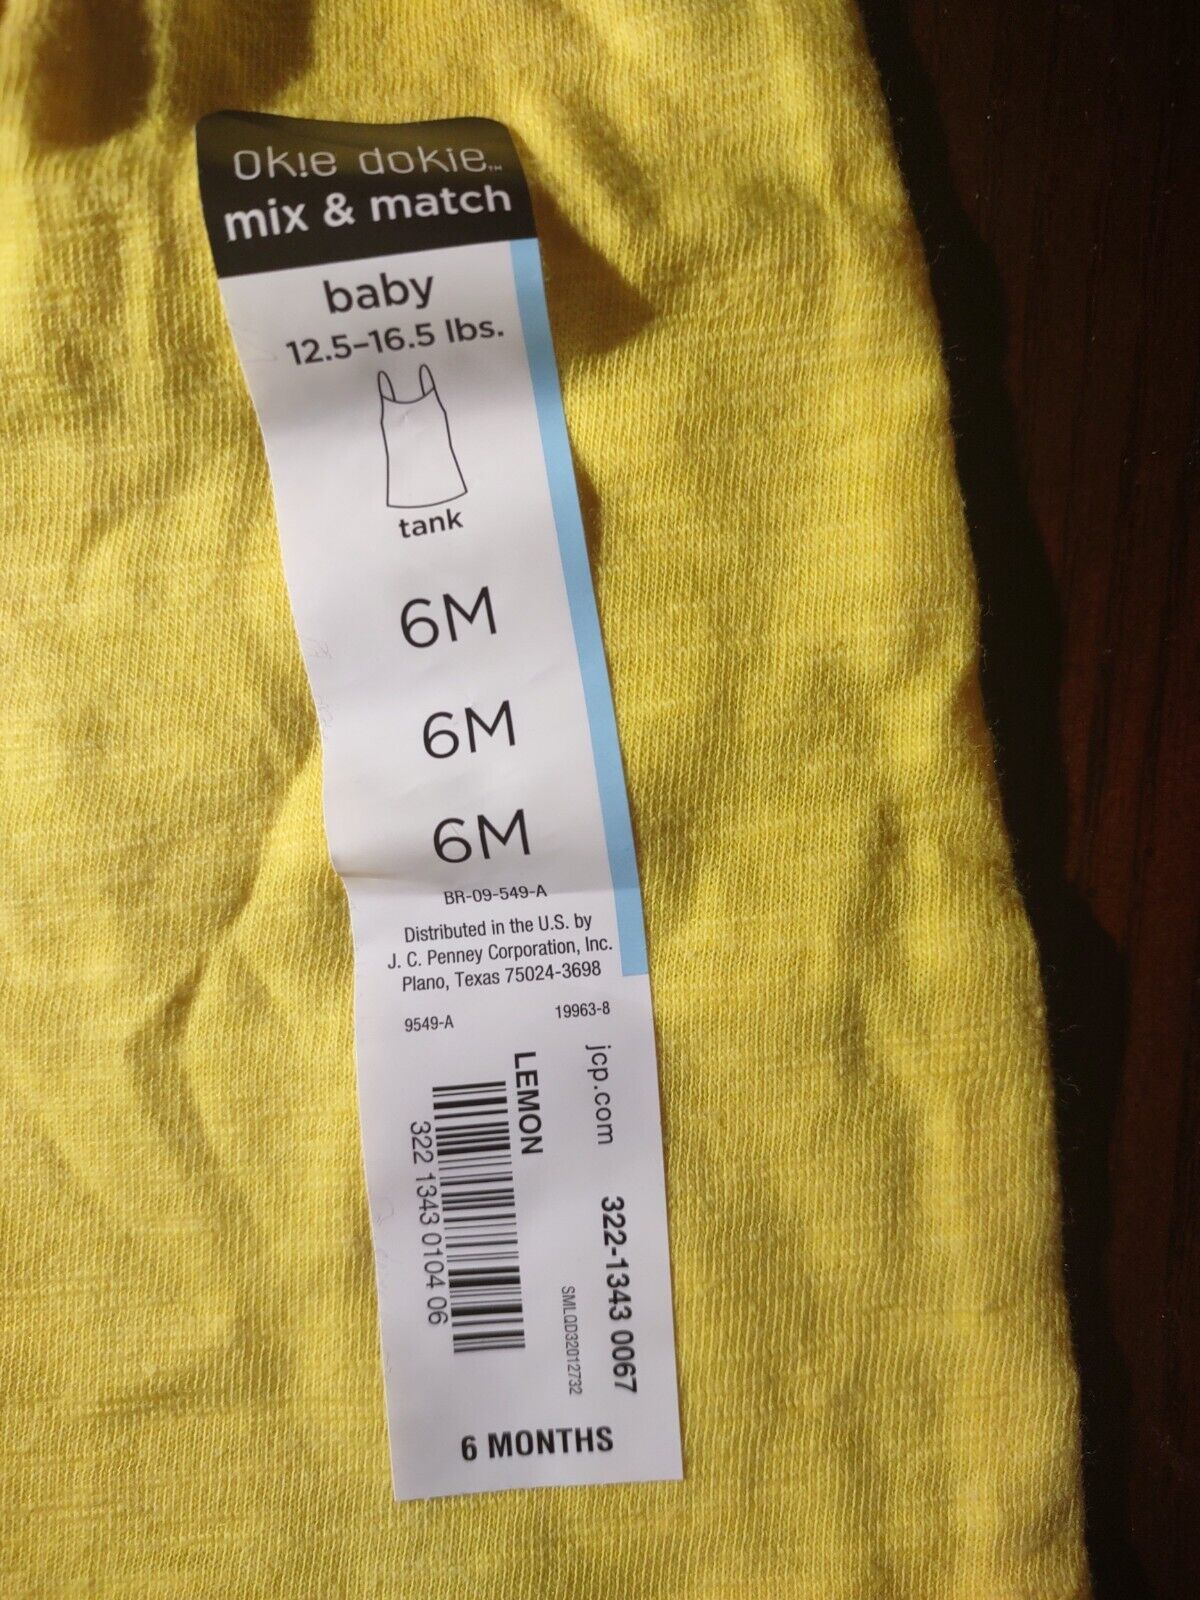 okie dokie™
mix & match
baby
12.5–16.5 lbs.
tank
6M
6M
6M
BR-09-549-A
Distributed in the U.S. by
J. C. Penney Corporation, Inc.
Plano, Texas 75024-3698
9549-A
19963-8
jcp.com
322-1343 0067
SMLQD32012732
LEMON
322 1343 0104 06
6 MONTHS